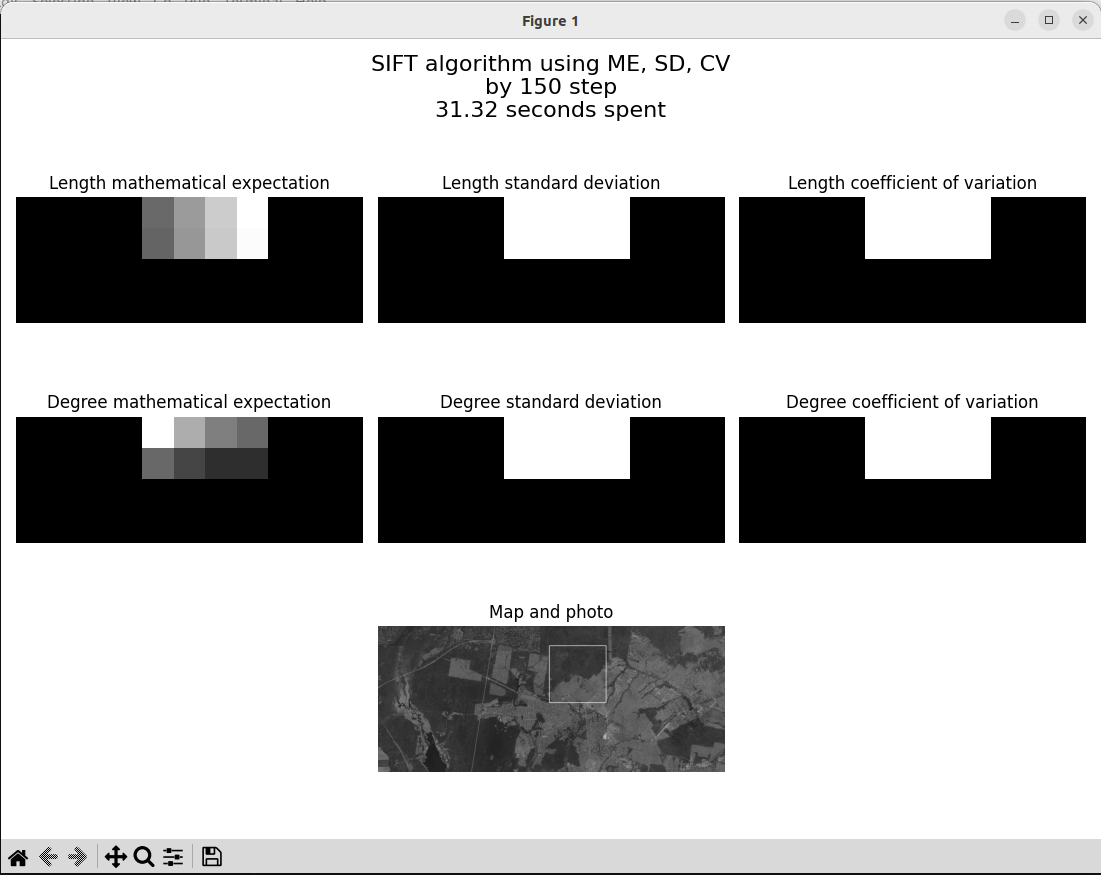 Figure 1
SIFT algorithm using ME, SD, CV
by 150 step
31.32 seconds spent
Length mathematical expectation
Length standard deviation
Length coefficient of variation
Degree mathematical expectation
Degree standard deviation
Degree coefficient of variation
Map and photo